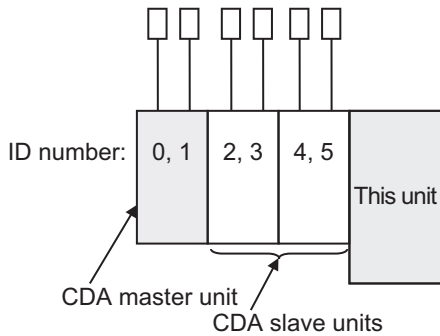 ID number: 0, 1 2, 3 4, 5
This unit
CDA master unit
CDA slave units